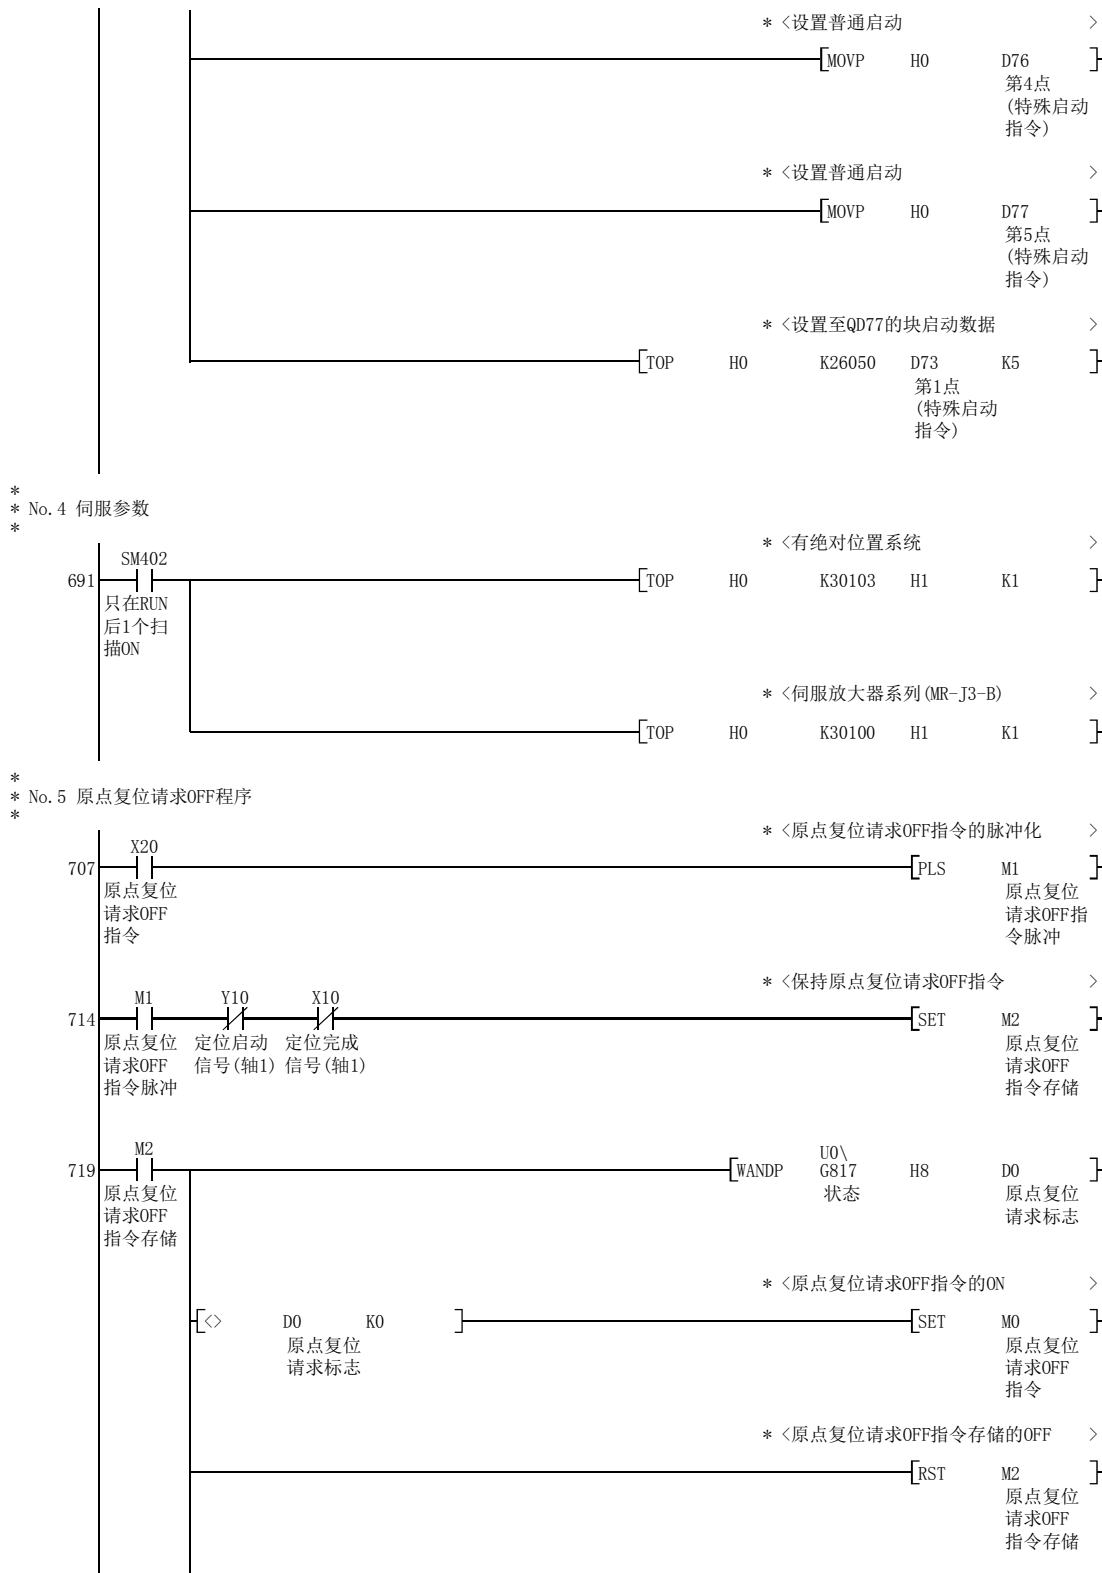 * <设置普通启动 >
MOVP H0 D76
第4点
(特殊启动
指令)
* <设置普通启动 >
MOVP H0 D77
第5点
(特殊启动
指令)
* <设置至QD77的块启动数据 >
TOP H0 K26050 D73 K5
第1点
(特殊启动
指令)
*
* No.4 伺服参数
*
* <有绝对位置系统 >
SM402
691 TOP H0 K30103 H1 K1
只在RUN
后1个扫
描ON
* <伺服放大器系列(MR-J3-B) >
TOP H0 K30100 H1 K1
*
* No.5 原点复位请求OFF程序
*
* <原点复位请求OFF指令的脉冲化 >
X20
707 PLS M1
原点复位 原点复位
请求OFF 请求OFF指
指令 令脉冲
* <保持原点复位请求OFF指令 >
M1 Y10 X10
714 SET M2
原点复位 定位启动 定位完成 原点复位
请求OFF 信号(轴1) 信号(轴1) 请求OFF
指令脉冲 指令存储
M2 U0\
719 WANDP G817 H8 D0
原点复位 状态 原点复位
请求OFF 请求标志
指令存储
* <原点复位请求OFF指令的ON >
<> D0 K0 SET M0
原点复位 原点复位
请求标志 请求OFF
指令
* <原点复位请求OFF指令存储的OFF >
RST M2
原点复位
请求OFF
指令存储